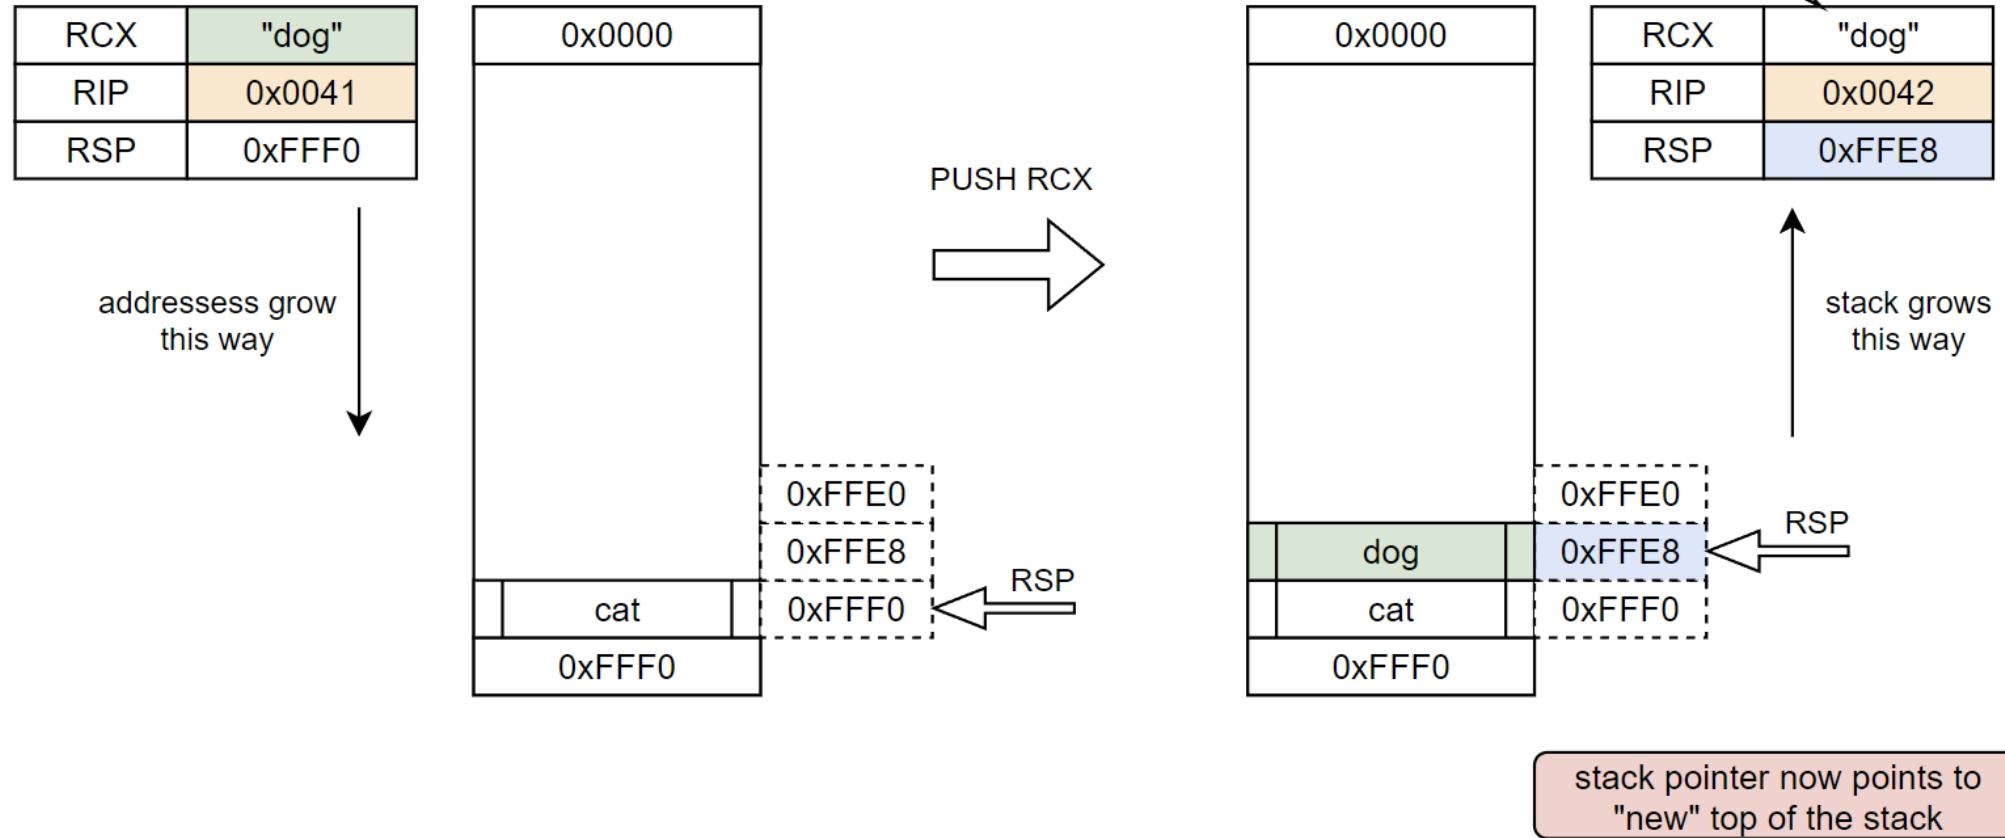 RCX "dog"
RIP 0x0041
RSP 0xFFF0
addressess grow
this way
0x0000
0xFFE0
0xFFE8
cat 0xFFF0
RSP
0xFFF0
PUSH RCX
0x0000
0xFFE0
dog 0xFFE8
RSP
cat 0xFFF0
0xFFF0
RCX "dog"
RIP 0x0042
RSP 0xFFE8
stack grows
this way
stack pointer now points to
"new" top of the stack